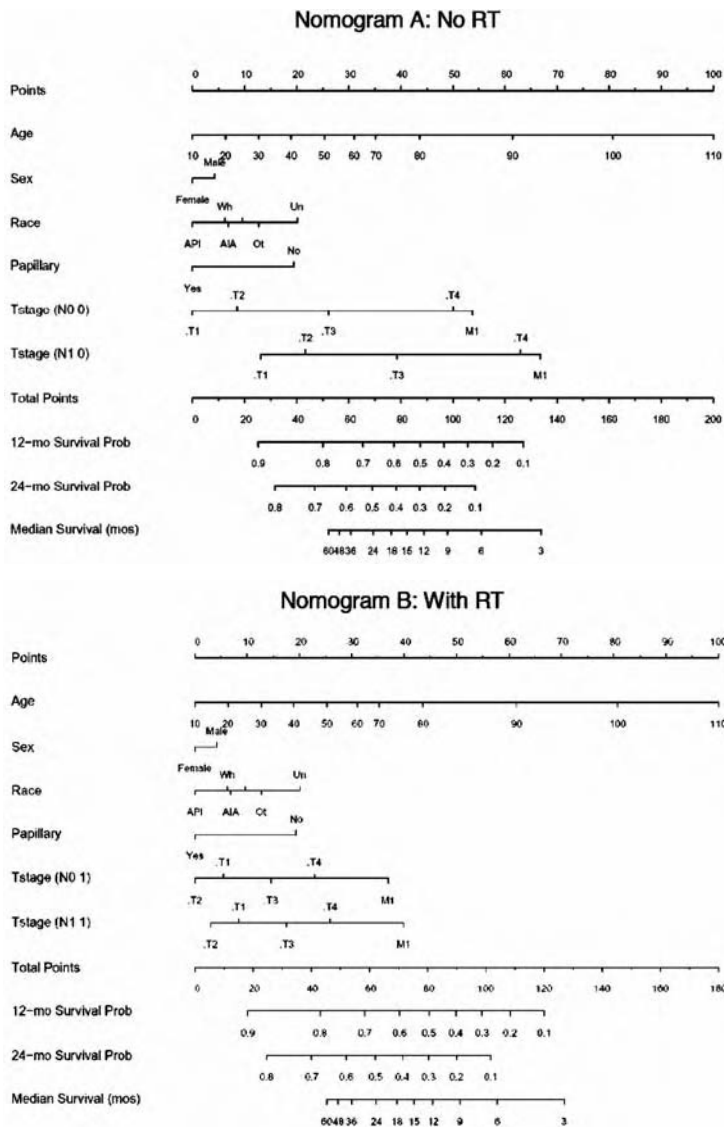 Nomogram A: No RT
0 10 20 30 40 50 60 70 80 90 100
Points
Age
10 20 30 40 50 60 70 80 90 100 110
Male
Sex
Female Wh Un
Race
API AIA Ot No
Papillary
Yes .T2 .T4
Tstage (N0 0)
.T1 .T3 M1
.T2 .T4
Tstage (N1 0)
.T1 .T3 M1
Total Points
0 20 40 60 80 100 120 140 160 180 200
12-mo Survival Prob
0.9 0.8 0.7 0.6 0.5 0.4 0.3 0.2 0.1
24-mo Survival Prob
0.8 0.7 0.6 0.5 0.4 0.3 0.2 0.1
Median Survival (mos)
604836 24 18 15 12 9 6 3
Nomogram B: With RT
0 10 20 30 40 50 60 70 80 90 100
Points
Age
10 20 30 40 50 60 70 80 90 100 110
Male
Sex
Female Wh Un
Race
API AIA Ot No
Papillary
Yes .T1 .T4
Tstage (N0 1)
.T2 .T3 M1
.T1 .T4
Tstage (N1 1)
.T2 .T3 M1
Total Points
0 20 40 60 80 100 120 140 160 180
12-mo Survival Prob
0.9 0.8 0.7 0.6 0.5 0.4 0.3 0.2 0.1
24-mo Survival Prob
0.8 0.7 0.6 0.5 0.4 0.3 0.2 0.1
Median Survival (mos)
604836 24 18 15 12 9 6 3